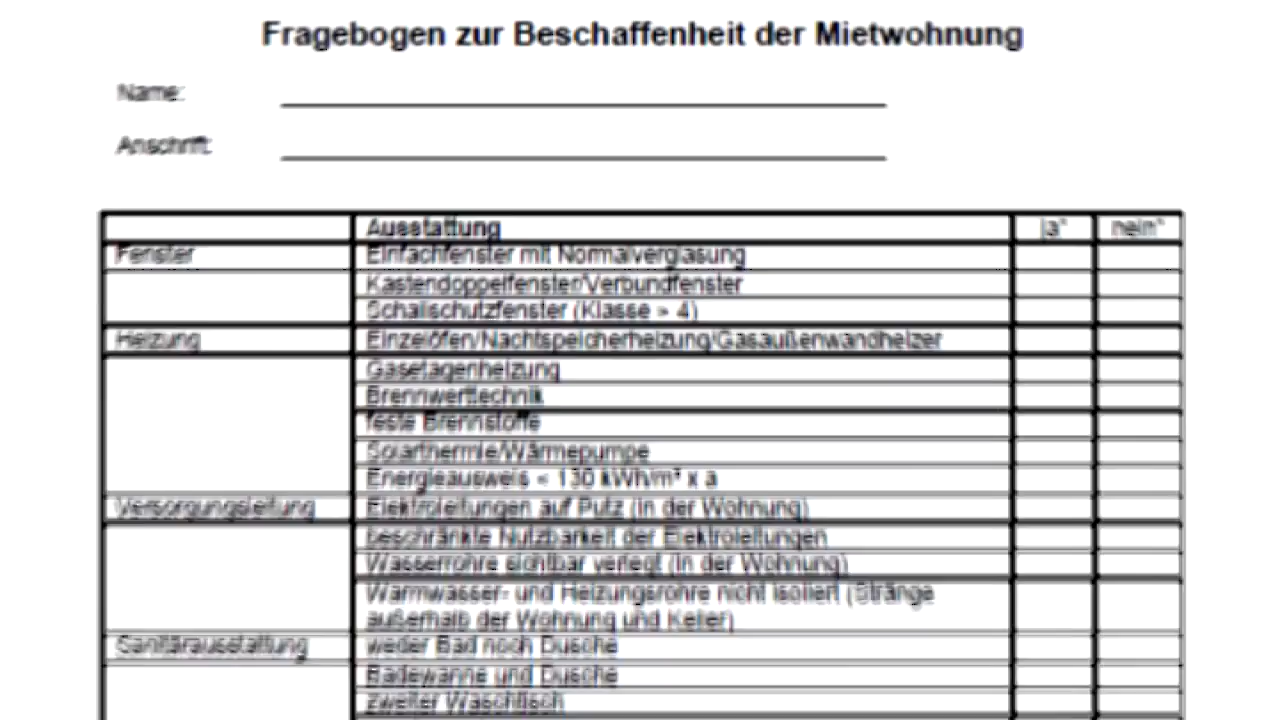 Fragebogen zur Beschaffenheit der Mietwohnung
Name:
Anschrift:
Ausstattung ja* nein*
Fenster Einfachfenster mit Normalverglasung
Kastendoppelfenster/Verbundfenster
Schallschutzfenster (Klasse > 4)
Heizung Einzelöfen/Nachtspeicherheizung/Gasaußenwandheizer
Gasetagenheizung
Brennwerttechnik
feste Brennstoffe
Solarthermie/Wärmepumpe
Energieausweis < 130 kWh/m² x a
Versorgungsleitung Elektroleitungen auf Putz (in der Wohnung)
beschränkte Nutzbarkeit der Elektroleitungen
Wasserrohre sichtbar verlegt (in der Wohnung)
Warmwasser- und Heizungsrohre nicht isoliert (Stränge
außerhalb der Wohnung und Keller)
Sanitärausstattung weder Bad noch Dusche
Badewanne und Dusche
zweiter Waschtisch